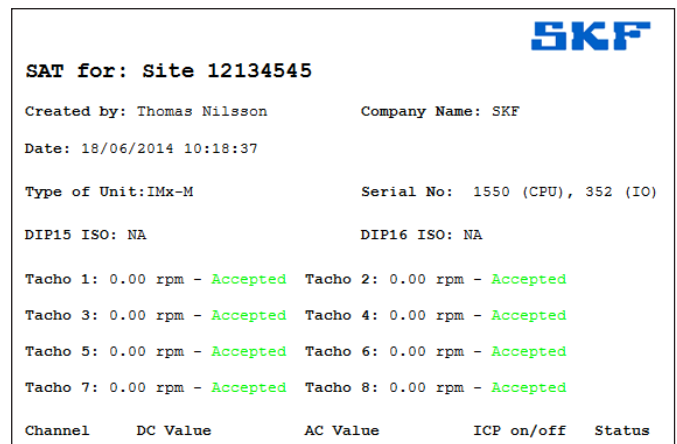 SKF
SAT for: Site 12134545
Created by: Thomas Nilsson Company Name: SKF
Date: 18/06/2014 10:18:37
Type of Unit:IMx-M Serial No: 1550 (CPU), 352 (IO)
DIP15 ISO: NA DIP16 ISO: NA
Tacho 1: 0.00 rpm - Accepted Tacho 2: 0.00 rpm - Accepted
Tacho 3: 0.00 rpm - Accepted Tacho 4: 0.00 rpm - Accepted
Tacho 5: 0.00 rpm - Accepted Tacho 6: 0.00 rpm - Accepted
Tacho 7: 0.00 rpm - Accepted Tacho 8: 0.00 rpm - Accepted
Channel DC Value AC Value ICP on/off Status